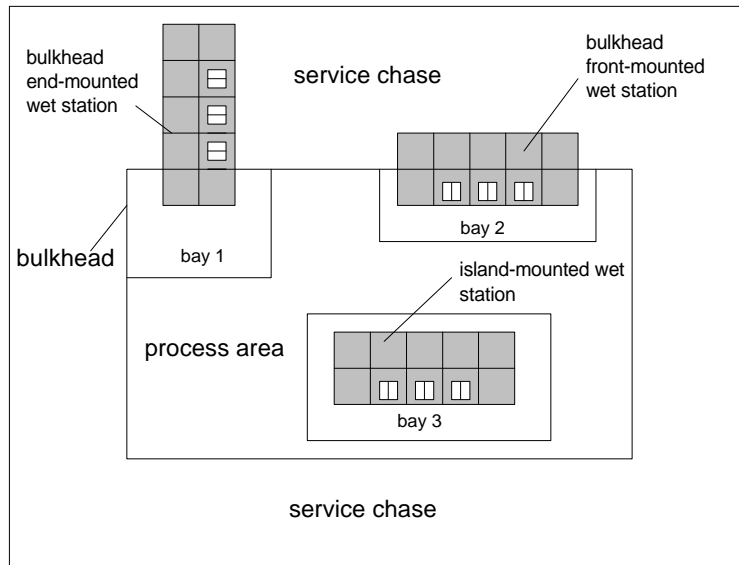 bulkhead
end-mounted
wet station
service chase
bulkhead
front-mounted
wet station
bulkhead
bay 1
bay 2
island-mounted wet
station
process area
bay 3
service chase